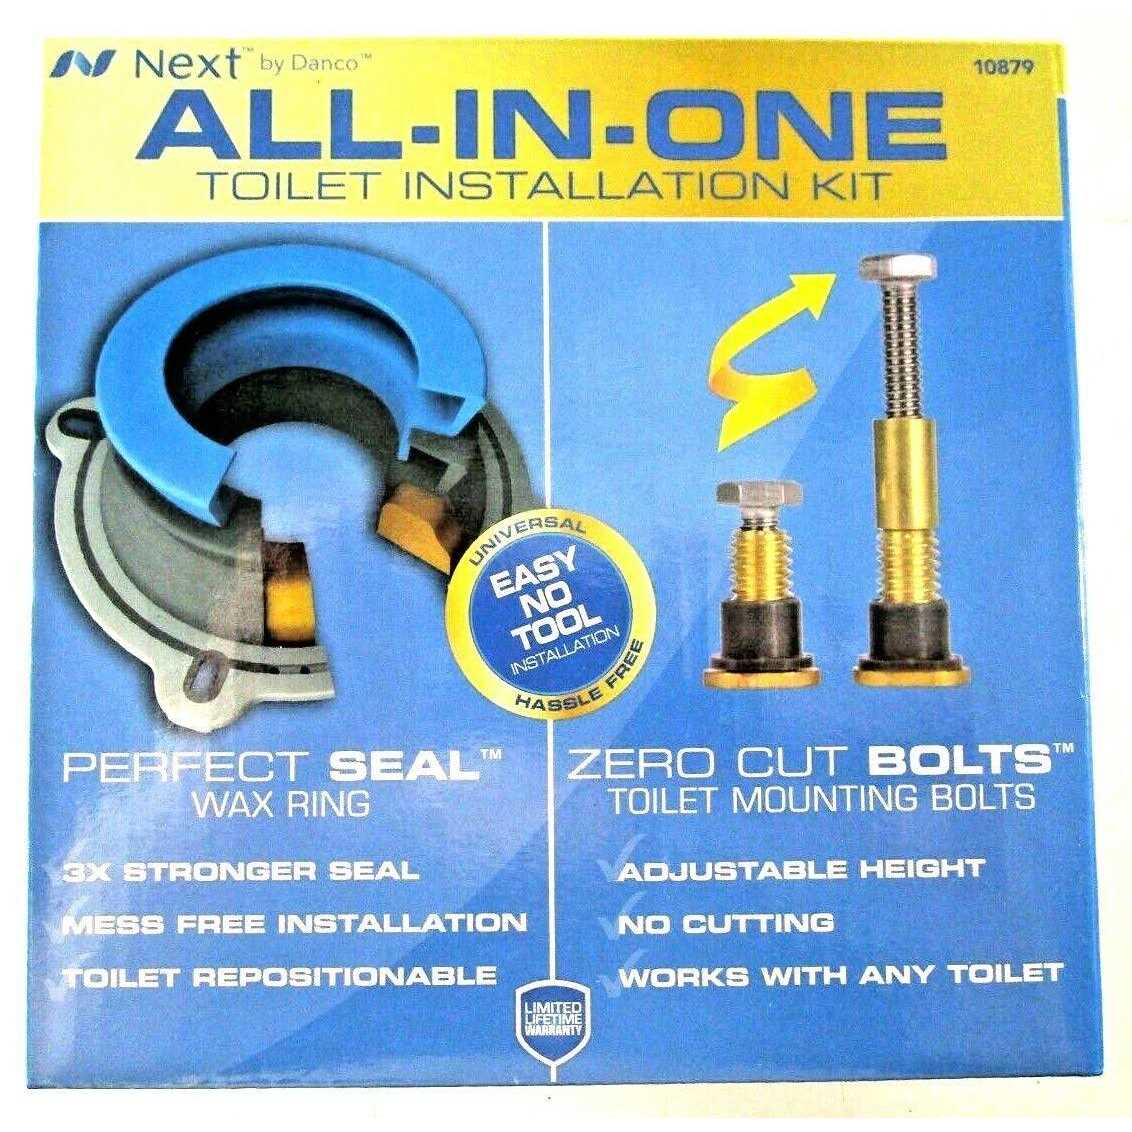 Next™ by Danco™
10879
ALL-IN-ONE
TOILET INSTALLATION KIT
UNIVERSAL
EASY
NO
TOOL
INSTALLATION
HASSLE FREE
PERFECT SEAL™
WAX RING
3X STRONGER SEAL
MESS FREE INSTALLATION
TOILET REPOSITIONABLE
ZERO CUT BOLTS™
TOILET MOUNTING BOLTS
ADJUSTABLE HEIGHT
NO CUTTING
WORKS WITH ANY TOILET
LIMITED
LIFETIME
WARRANTY